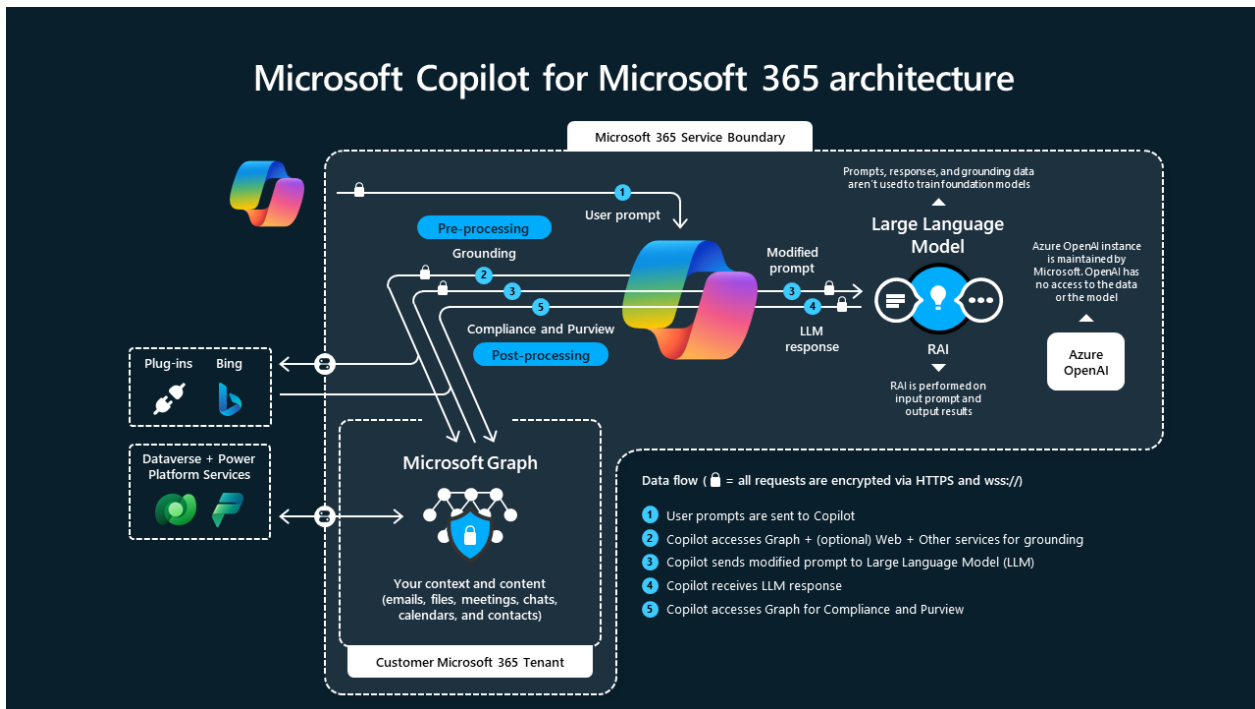 Microsoft Copilot for Microsoft 365 architecture
Microsoft 365 Service Boundary
Prompts, responses, and grounding data
aren't used to train foundation models
1
User prompt
Pre-processing
Grounding
2
3
5
Compliance and Purview
Post-processing
Modified
prompt
3
4
LLM
response
Large Language
Model
RAI
RAI is performed on
input prompt and
output results
Azure OpenAI instance
is maintained by
Microsoft. OpenAI has
no access to the data
or the model
Azure
OpenAI
Plug-ins
Bing
Dataverse + Power
Platform Services
Microsoft Graph
Your context and content
(emails, files, meetings, chats,
calendars, and contacts)
Customer Microsoft 365 Tenant
Data flow ( = all requests are encrypted via HTTPS and wss://)
1 User prompts are sent to Copilot
2 Copilot accesses Graph + (optional) Web + Other services for grounding
3 Copilot sends modified prompt to Large Language Model (LLM)
4 Copilot receives LLM response
5 Copilot accesses Graph for Compliance and Purview